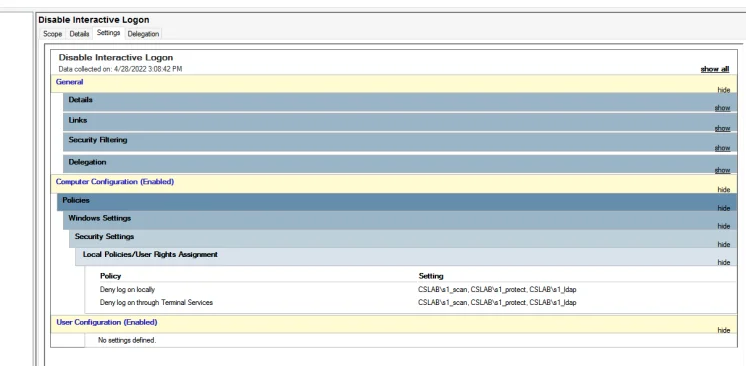 Disable Interactive Logon
Scope Details Settings Delegation
Disable Interactive Logon
Data collected on: 4/28/2022 3:08:42 PM show all
General hide
Details show
Links show
Security Filtering show
Delegation show
Computer Configuration (Enabled) hide
Policies hide
Windows Settings hide
Security Settings hide
Local Policies/User Rights Assignment hide
Policy Setting
Deny log on locally CSLAB\s1_scan, CSLAB\s1_protect, CSLAB\s1_ldap
Deny log on through Terminal Services CSLAB\s1_scan, CSLAB\s1_protect, CSLAB\s1_ldap
User Configuration (Enabled) hide
No settings defined.